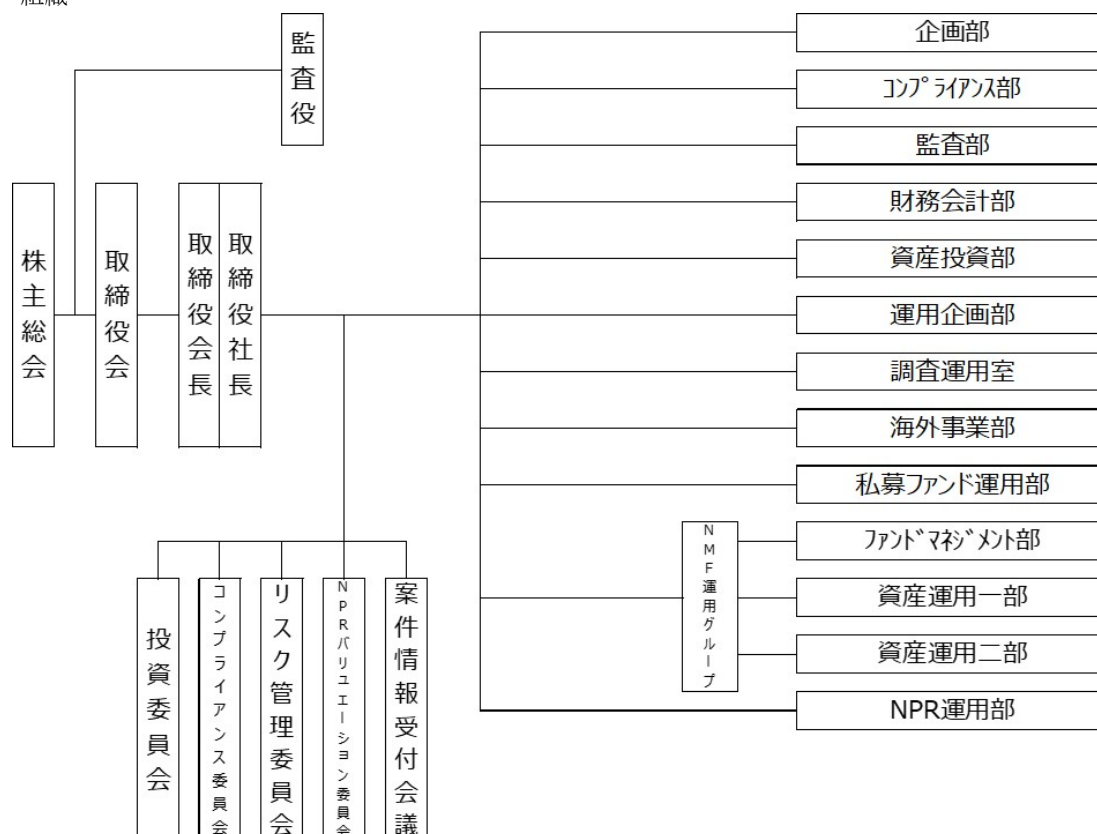 組織
監査役
株主総会
取締役会
取締役会長
取締役社長
企画部
コンプライアンス部
監査部
財務会計部
資産投資部
運用企画部
調査運用室
海外事業部
私募ファンド運用部
NMF運用グループ
ファンドマネジメント部
資産運用一部
資産運用二部
NPR運用部
投資委員会
コンプライアンス委員会
リスク管理委員会
NPRバリュエーション委員会
案件情報受付会議